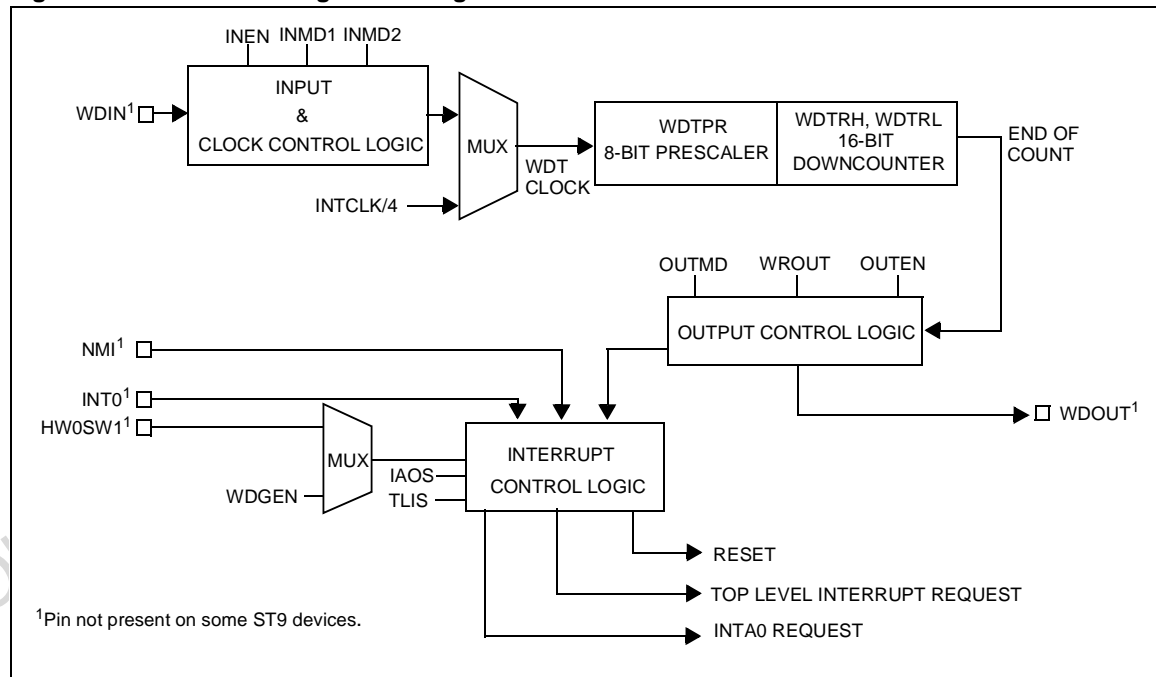 INEN INMD1 INMD2
INPUT
&
CLOCK CONTROL LOGIC
WDIN¹
MUX
WDT
CLOCK
INTCLK/4
WDTPR
8-BIT PRESCALER
WDTRH, WDTRL
16-BIT
DOWNCOUNTER
END OF
COUNT
OUTMD WROUT OUTEN
OUTPUT CONTROL LOGIC
NMI¹
INT0¹
HW0SW1¹
WDOUT¹
MUX
WDGEN
IAOS
TLIS
INTERRUPT
CONTROL LOGIC
RESET
TOP LEVEL INTERRUPT REQUEST
INTA0 REQUEST
¹Pin not present on some ST9 devices.